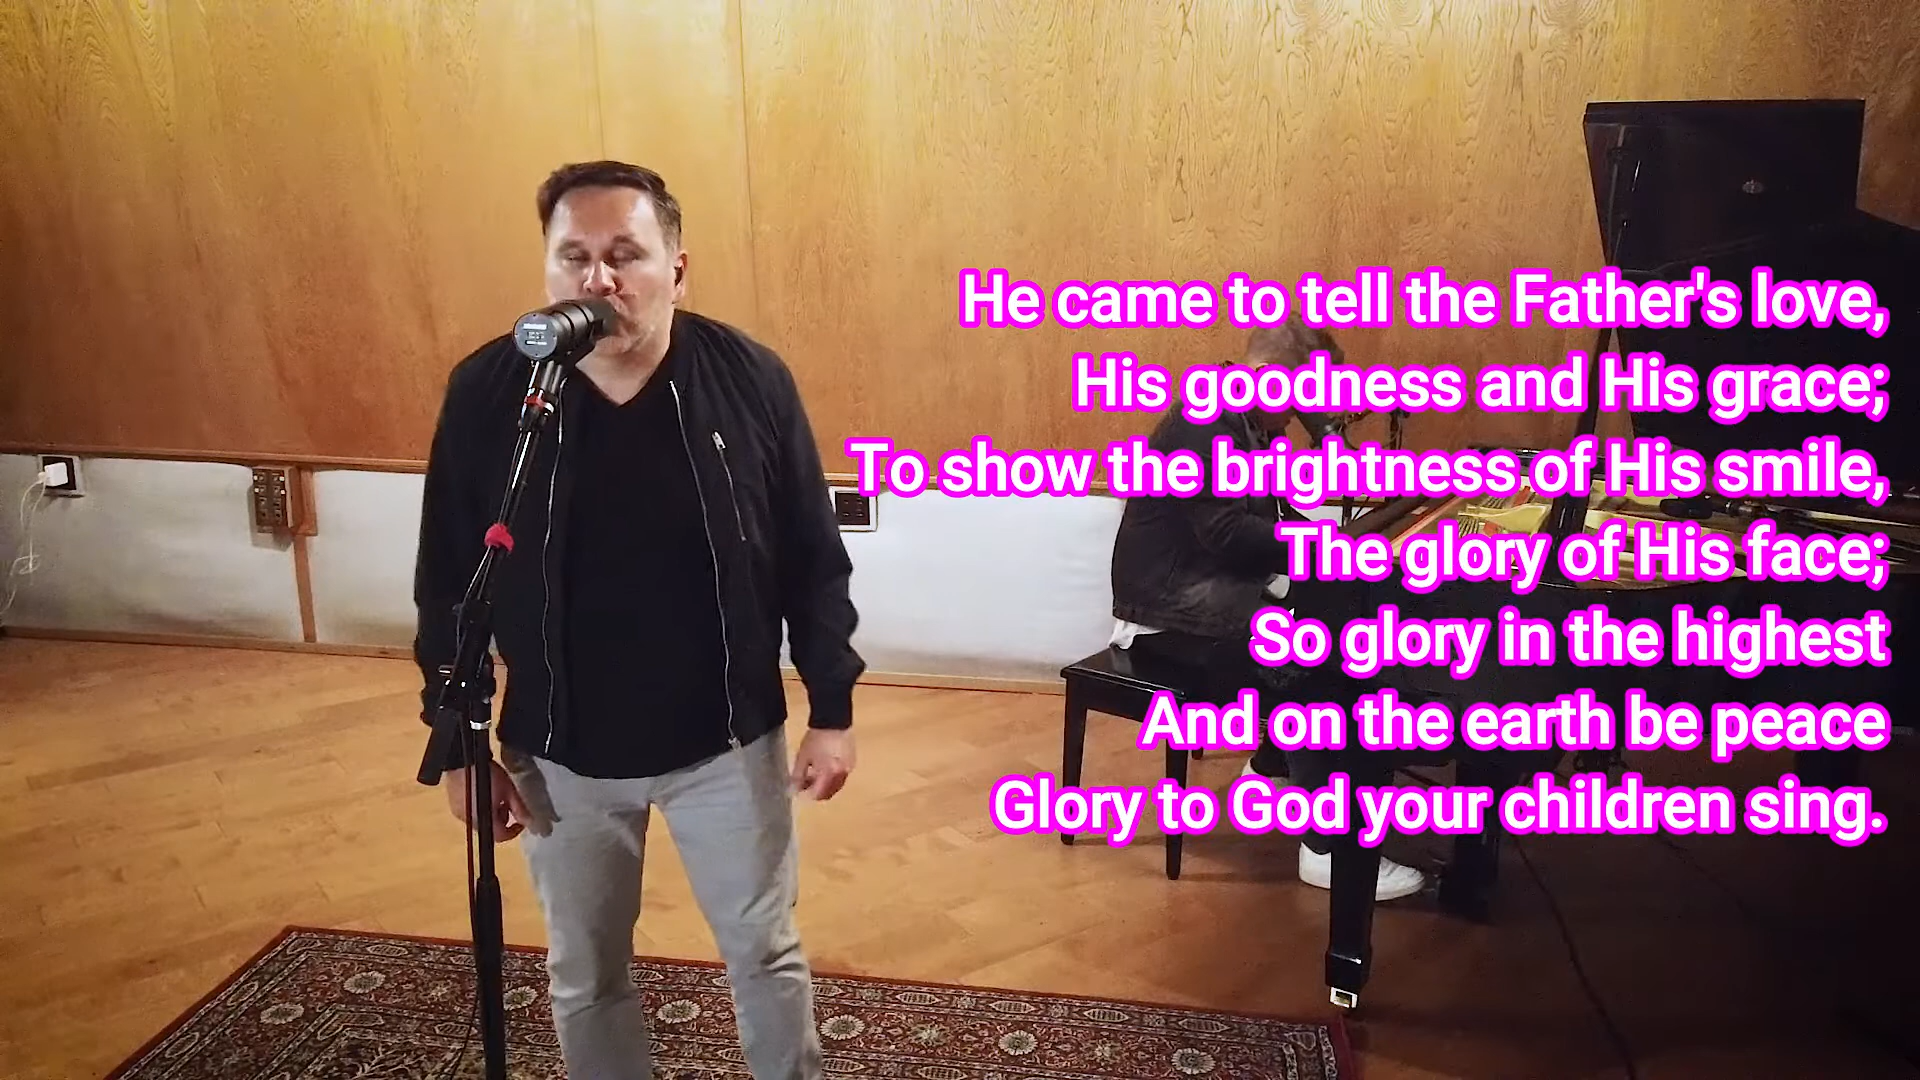 He came to tell the Father's love,
His goodness and His grace;
To show the brightness of His smile,
The glory of His face;
So glory in the highest
And on the earth be peace
Glory to God your children sing.